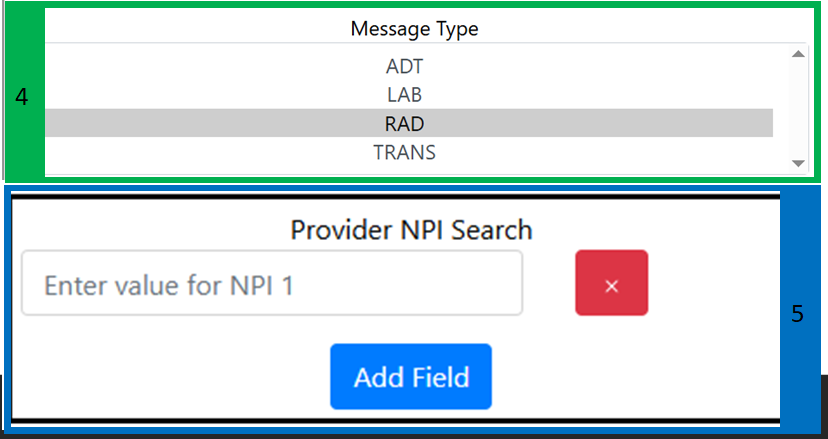 Message Type
4
ADT
LAB
RAD
TRANS
Provider NPI Search
Enter value for NPI 1
×
5
Add Field